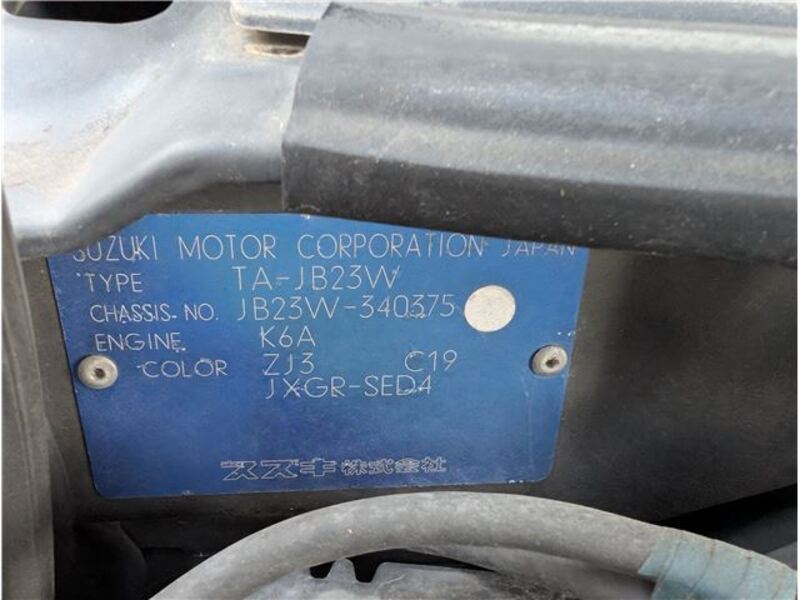 SUZUKI MOTOR CORPORATION JAPAN
TYPE TA-JB23W
CHASSIS-NO. JB23W-340375
ENGINE K6A
COLOR ZJ3 C19
JXGR-SED4
スズキ株式会社